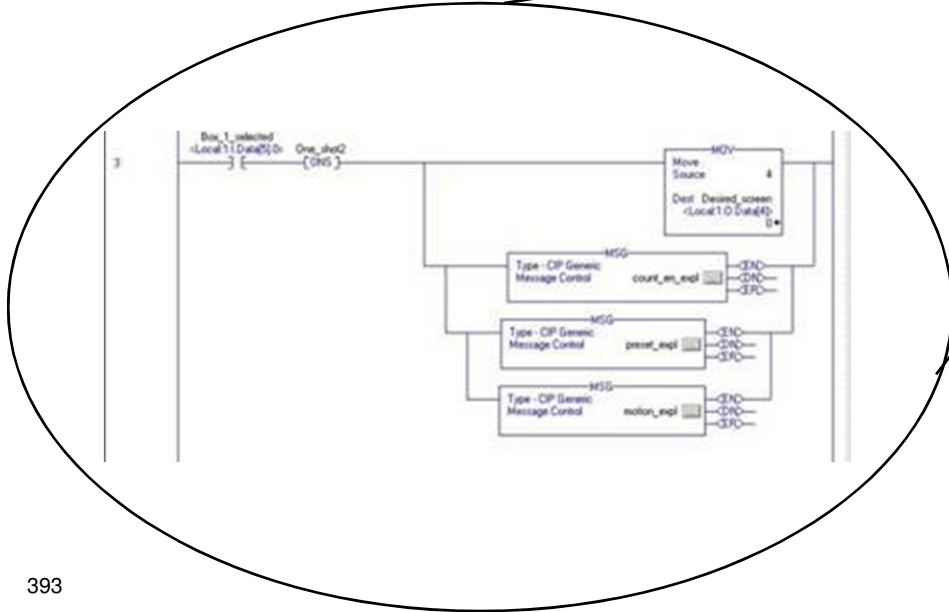 Box_1_selected
<Local:1:I.Data[5].0> One_shot2
3 ONS
MOV
Move
Source 4
Dest Desired_screen
<Local:1:O.Data[4]>
0
MSG
Type - CIP Generic
Message Control count_en_expl ...
EN
DN
ER
MSG
Type - CIP Generic
Message Control preset_expl ...
EN
DN
ER
MSG
Type - CIP Generic
Message Control motion_expl ...
EN
DN
ER
393